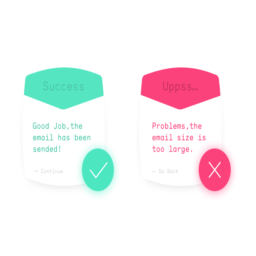 Success
Good Job,the
email has been
sended!
→ Continue
Uppss…
Problems,the
email size is
too large.
← Go Back